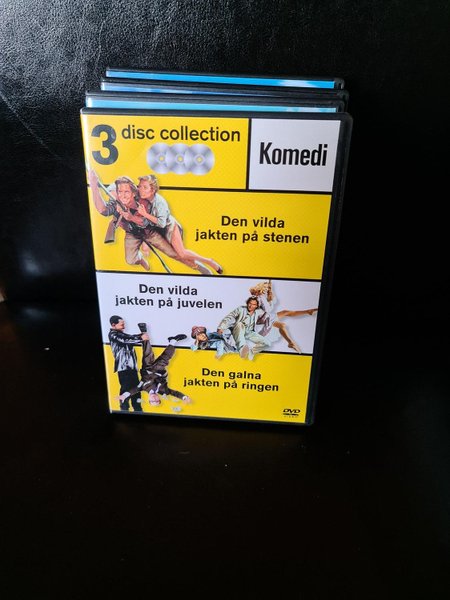 3 disc collection
Komedi
Den vilda
jakten på stenen
Den vilda
jakten på juvelen
Den galna
jakten på ringen
DVD